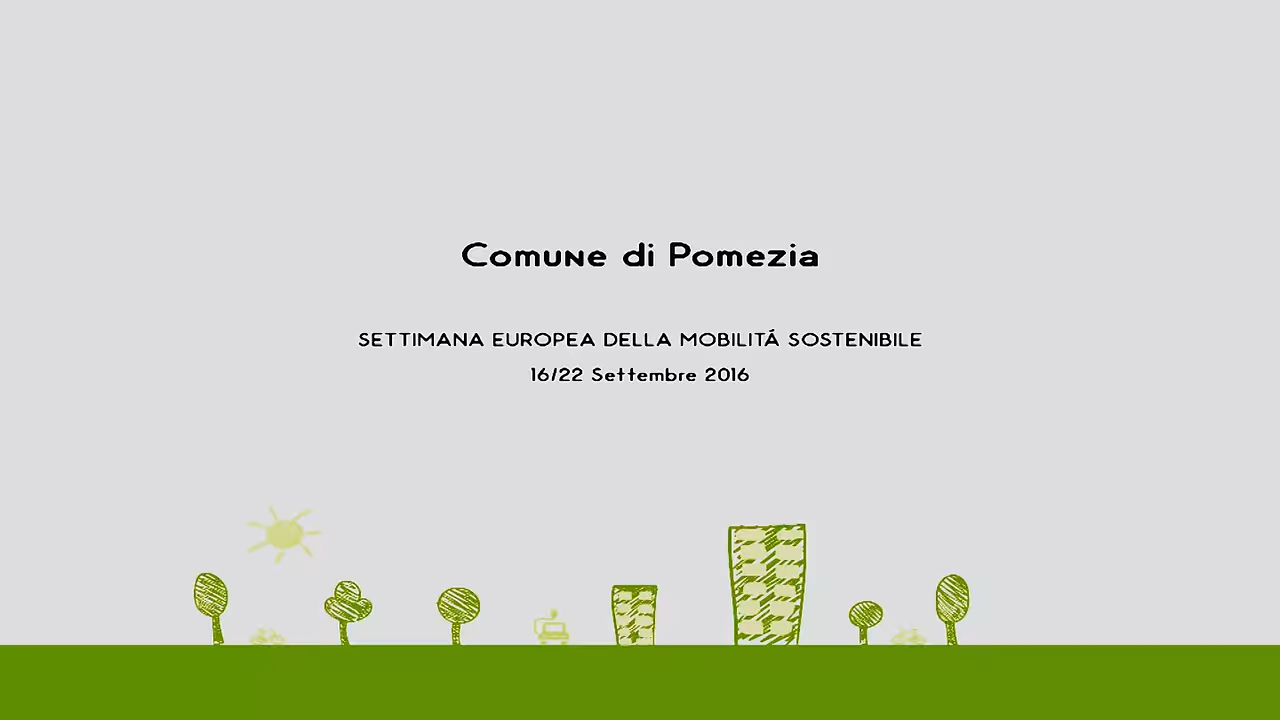 Comune di Pomezia
SETTIMANA EUROPEA DELLA MOBILITÁ SOSTENIBILE
16/22 Settembre 2016